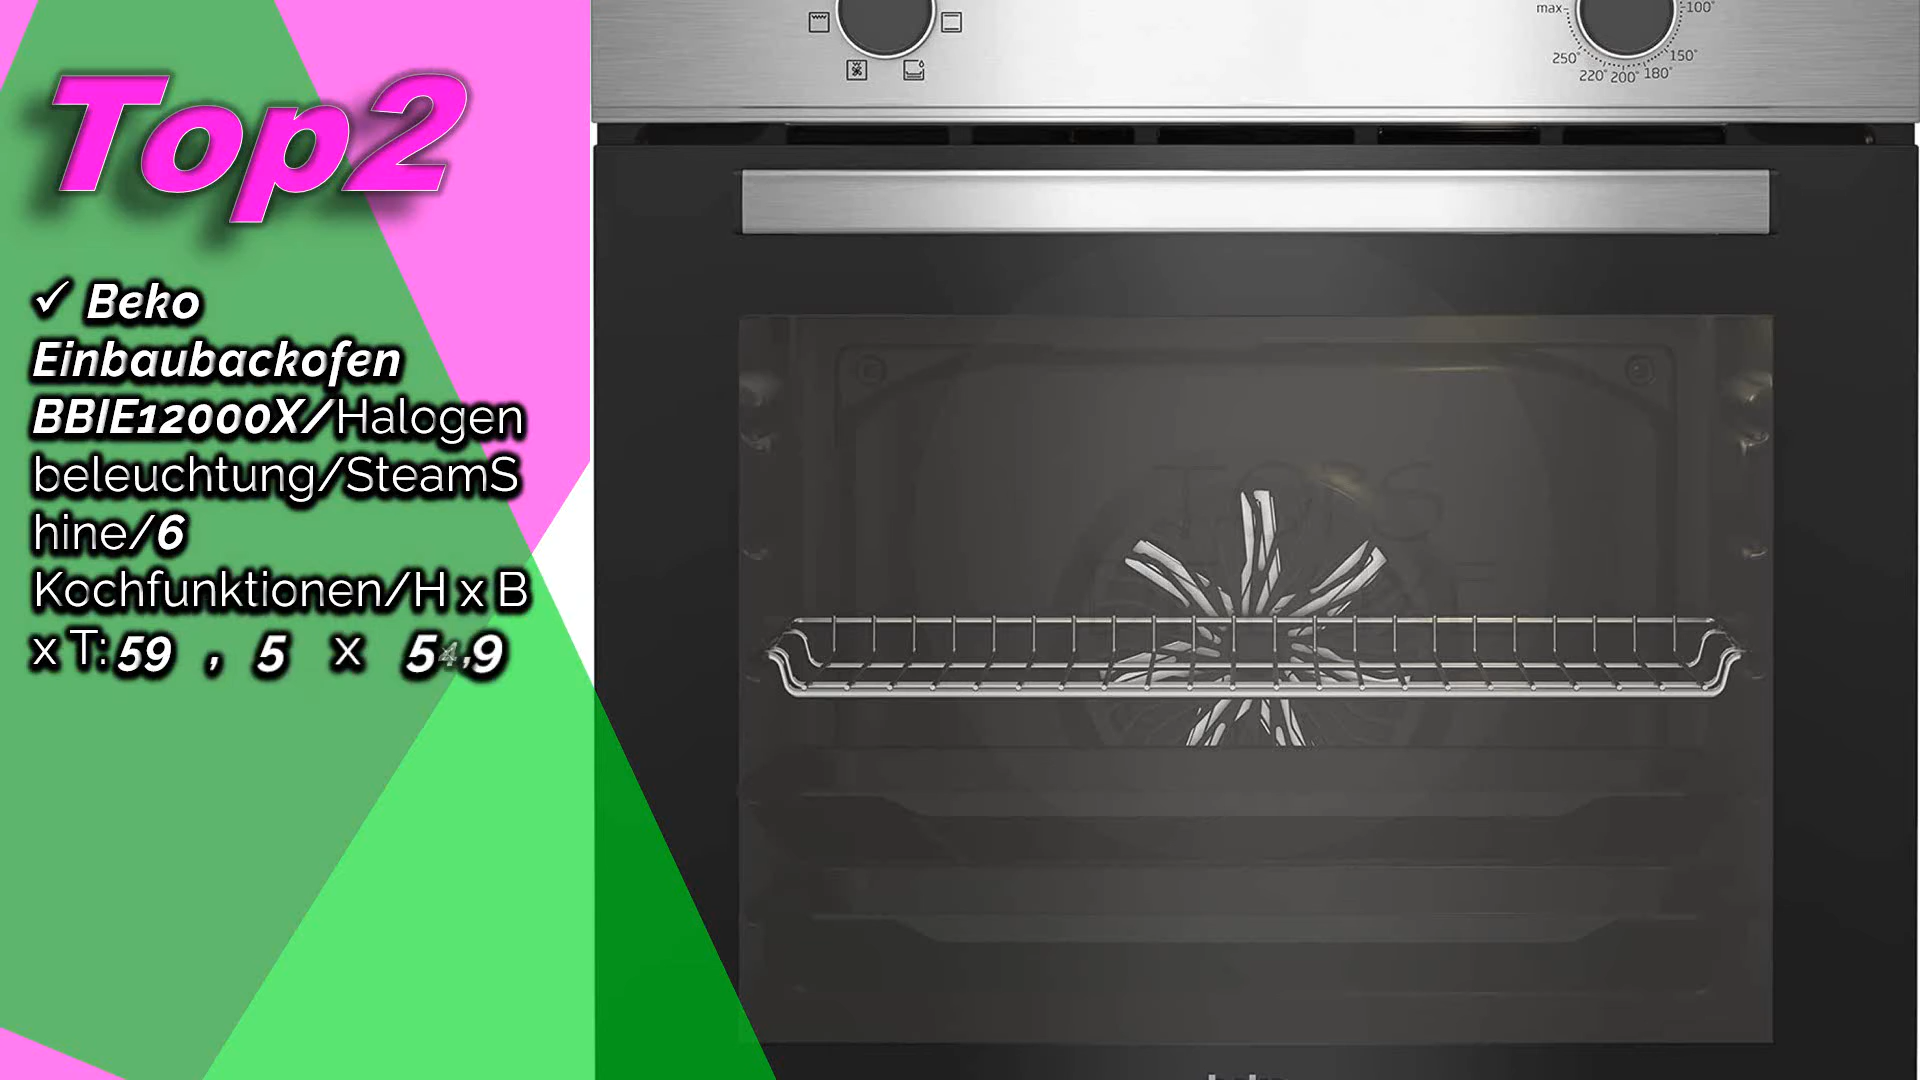 Top2
✓ Beko
Einbaubackofen
BBIE12000X/Halogen
beleuchtung/SteamS
hine/6
Kochfunktionen/H x B
x T:59 , 5 x 54,9
max 100°
250° 150°
220° 200° 180°